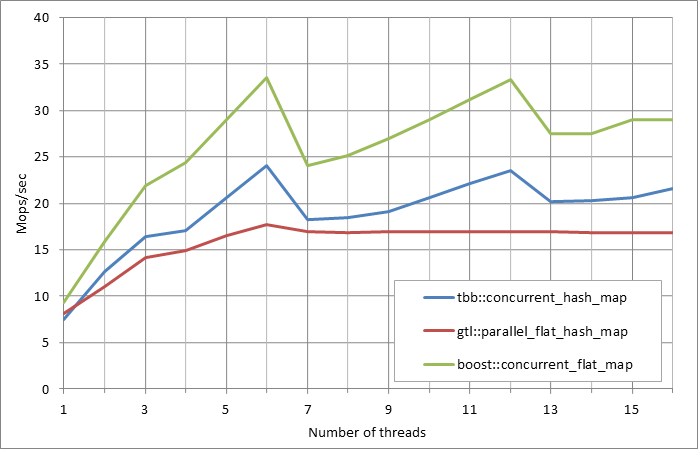 40
35
30
25
20
15
10
5
0
Mops/sec
tbb::concurrent_hash_map
gtl::parallel_flat_hash_map
boost::concurrent_flat_map
1 3 5 7 9 11 13 15
Number of threads